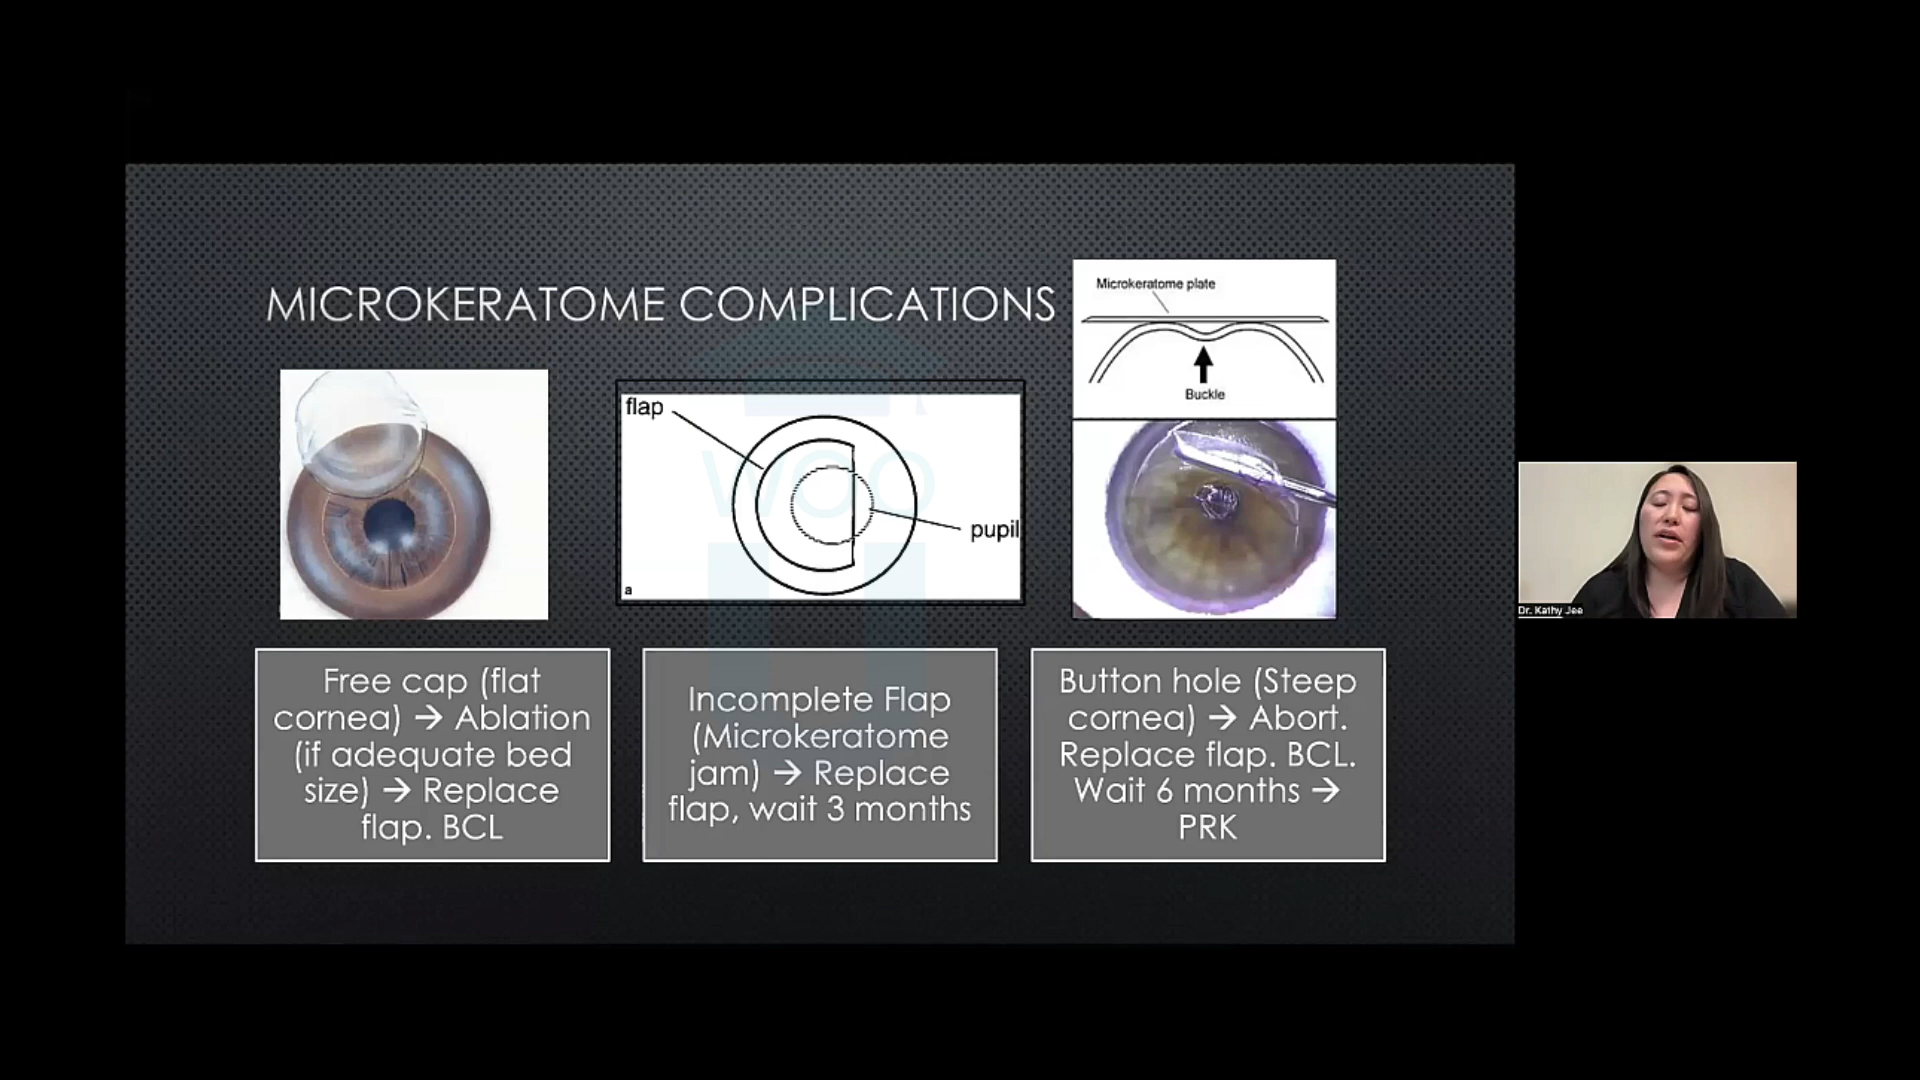 MICROKERATOME COMPLICATIONS
Microkeratome plate
Buckle
flap
pupil
a
WOO
Free cap (flat
cornea) → Ablation
(if adequate bed
size) → Replace
flap. BCL
Incomplete Flap
(Microkeratome
jam) → Replace
flap, wait 3 months
Button hole (Steep
cornea) → Abort.
Replace flap. BCL.
Wait 6 months →
PRK
Dr. Kathy Jee